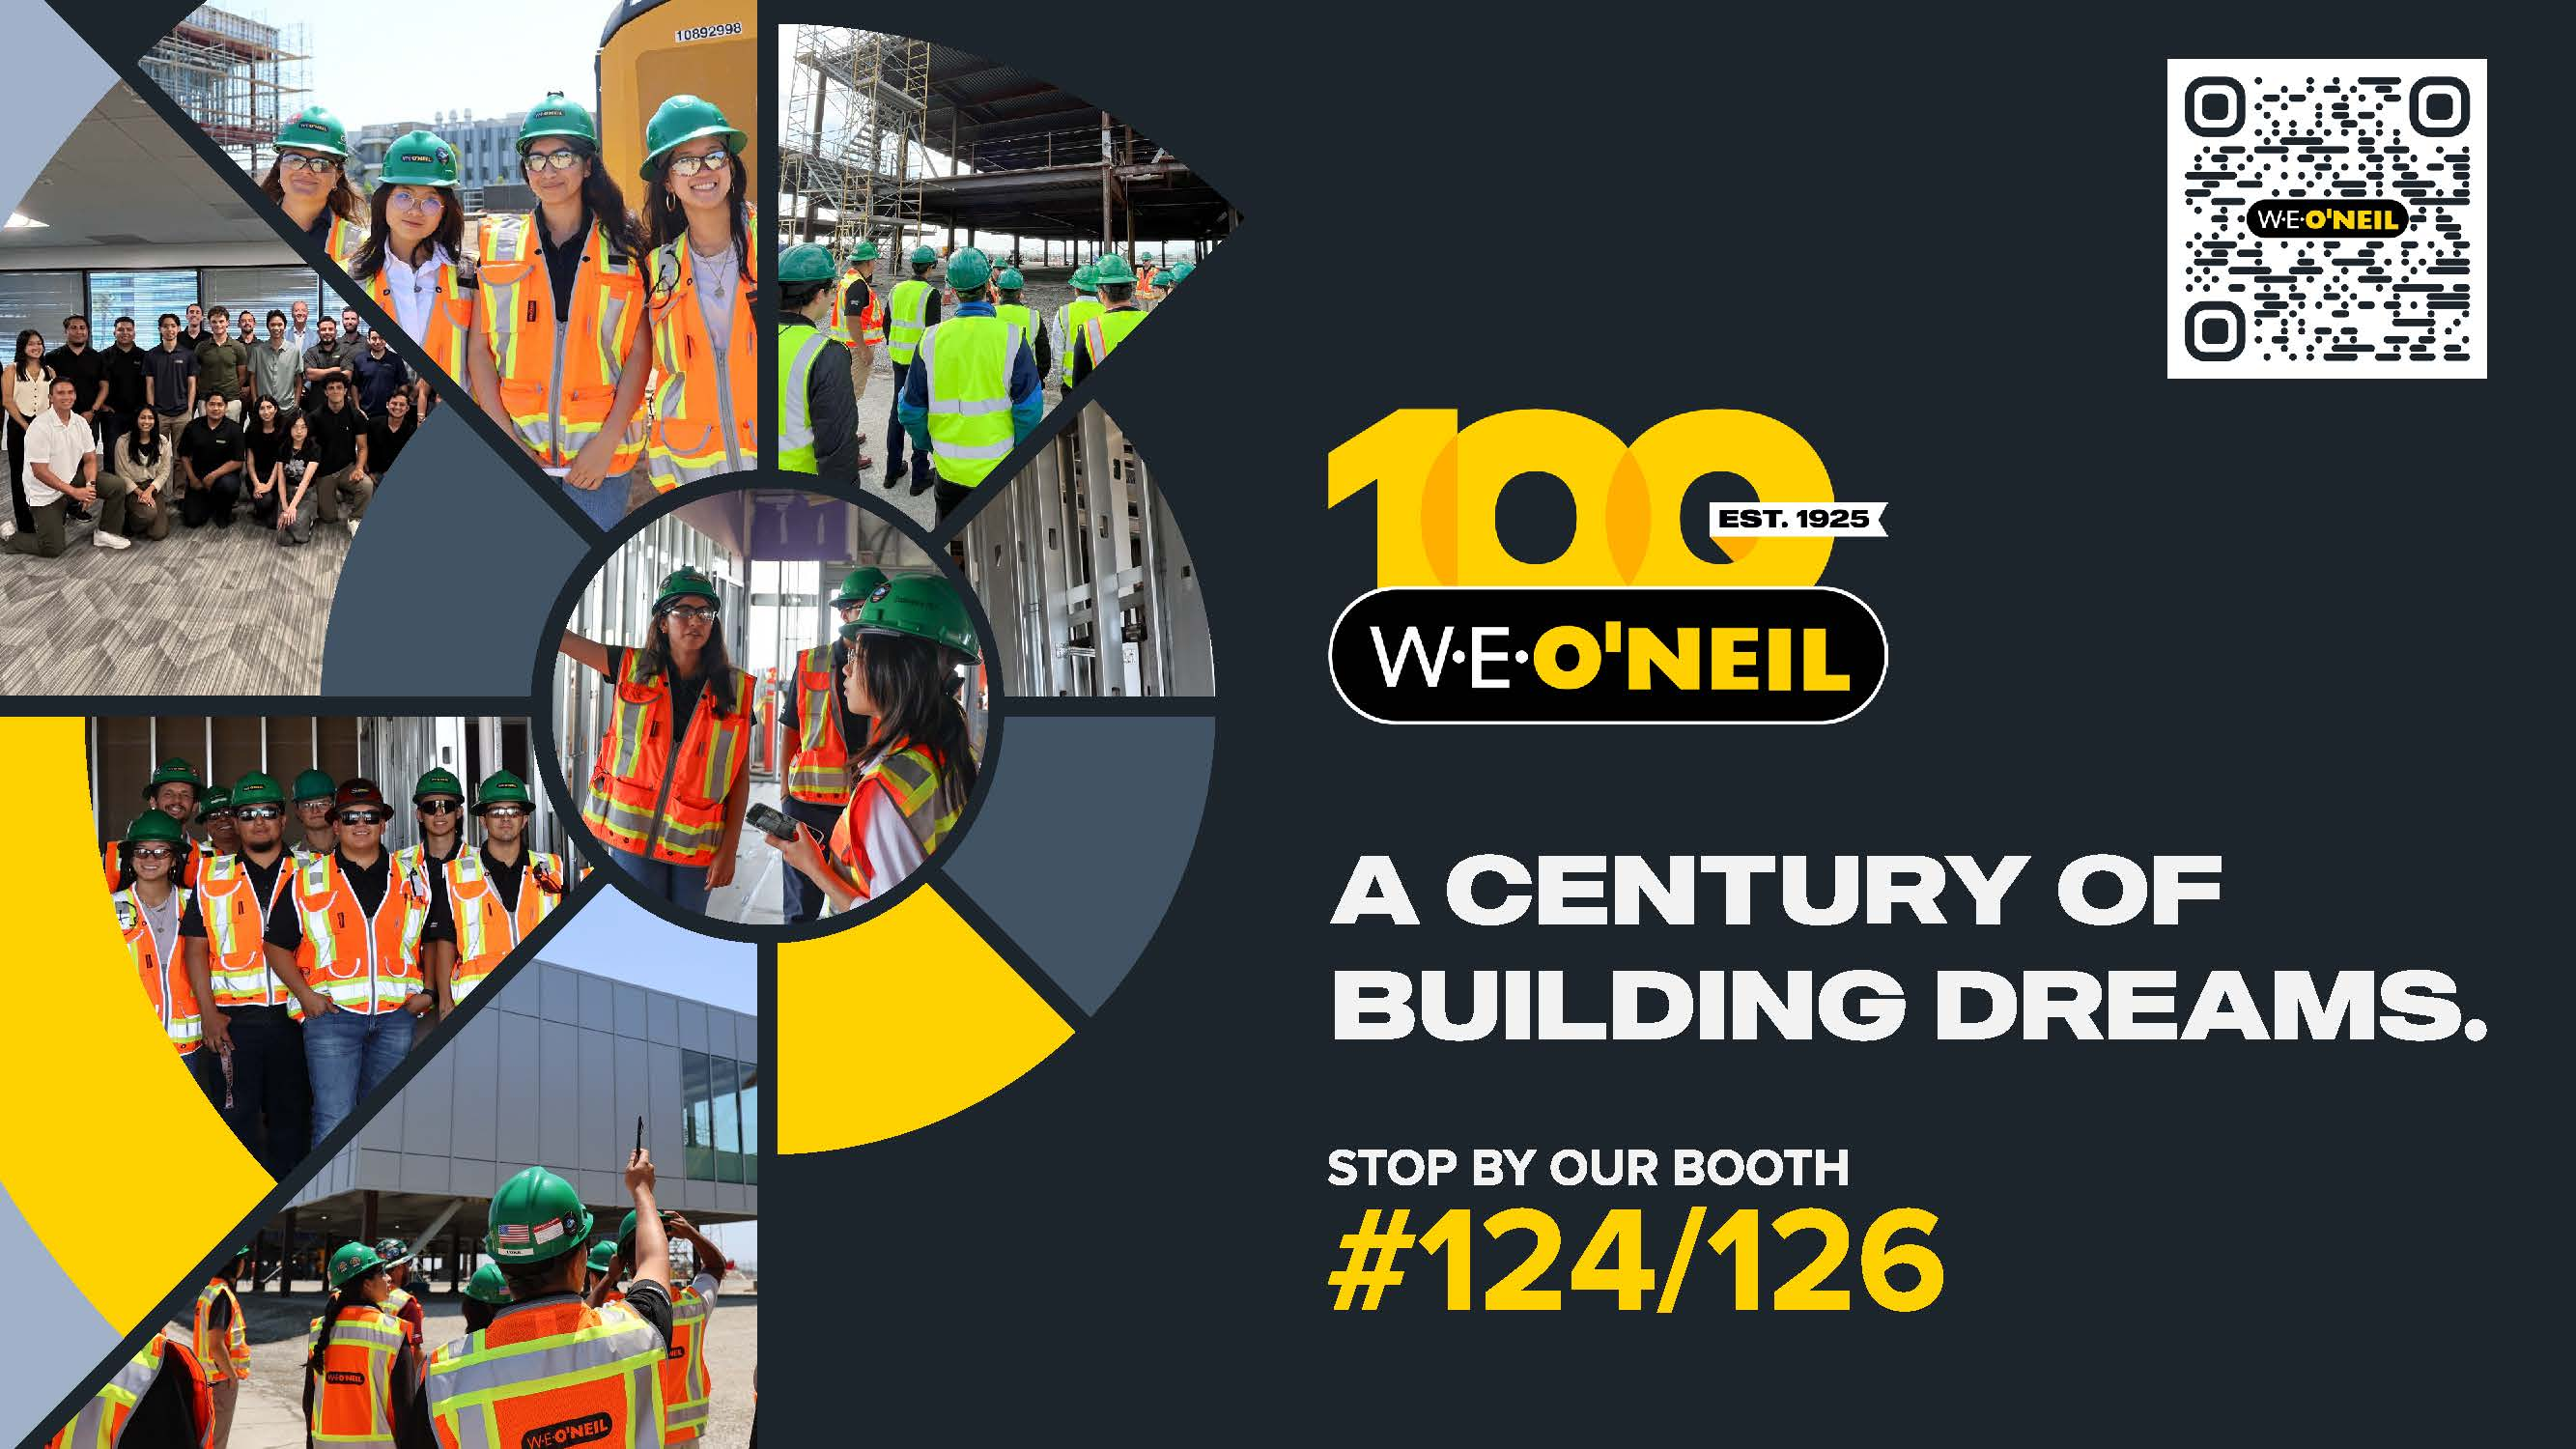 10892998
W·E·O'NEIL
100
EST. 1925
W·E·O'NEIL
A CENTURY OF
BUILDING DREAMS.
STOP BY OUR BOOTH
#124/126
W·E·O'NEIL
W·E·O'NEIL